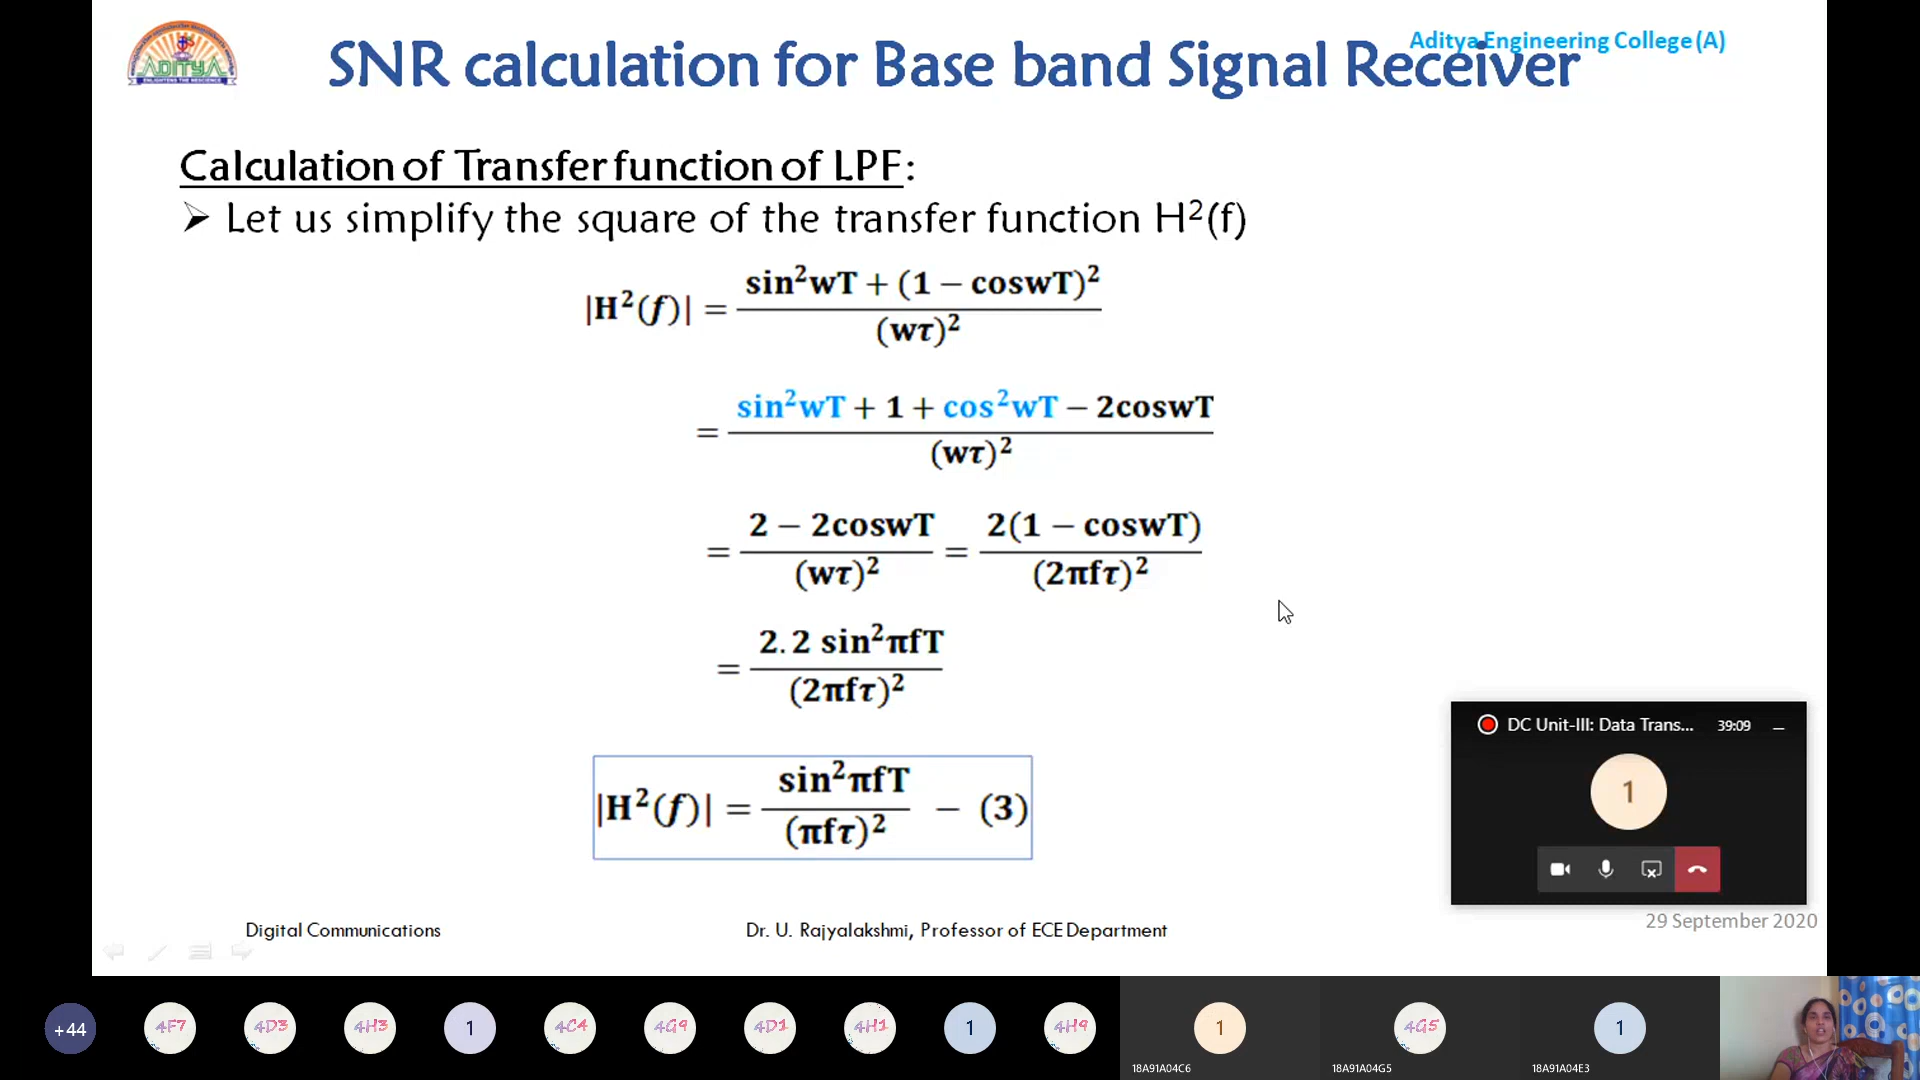 ADITYA
Aditya Engineering College (A)
SNR calculation for Base band Signal Receiver
Calculation of Transfer function of LPF:
➢ Let us simplify the square of the transfer function H²(f)
|H²(f)| = sin²wT + (1 − coswT)² / (wτ)²
= sin²wT + 1 + cos²wT − 2coswT / (wτ)²
= 2 − 2coswT / (wτ)² = 2(1 − coswT) / (2πfτ)²
= 2.2 sin²πfT / (2πfτ)²
|H²(f)| = sin²πfT / (πfτ)² − (3)
DC Unit-III: Data Trans... 39:09
1
Digital Communications
Dr. U. Rajyalakshmi, Professor of ECE Department
29 September 2020
+44 4F7 4D3 4H3 1 4C4 4G9 4D1 4H1 1 4H9 1 4G5 1
18A91A04C6 18A91A04G5 18A91A04E3